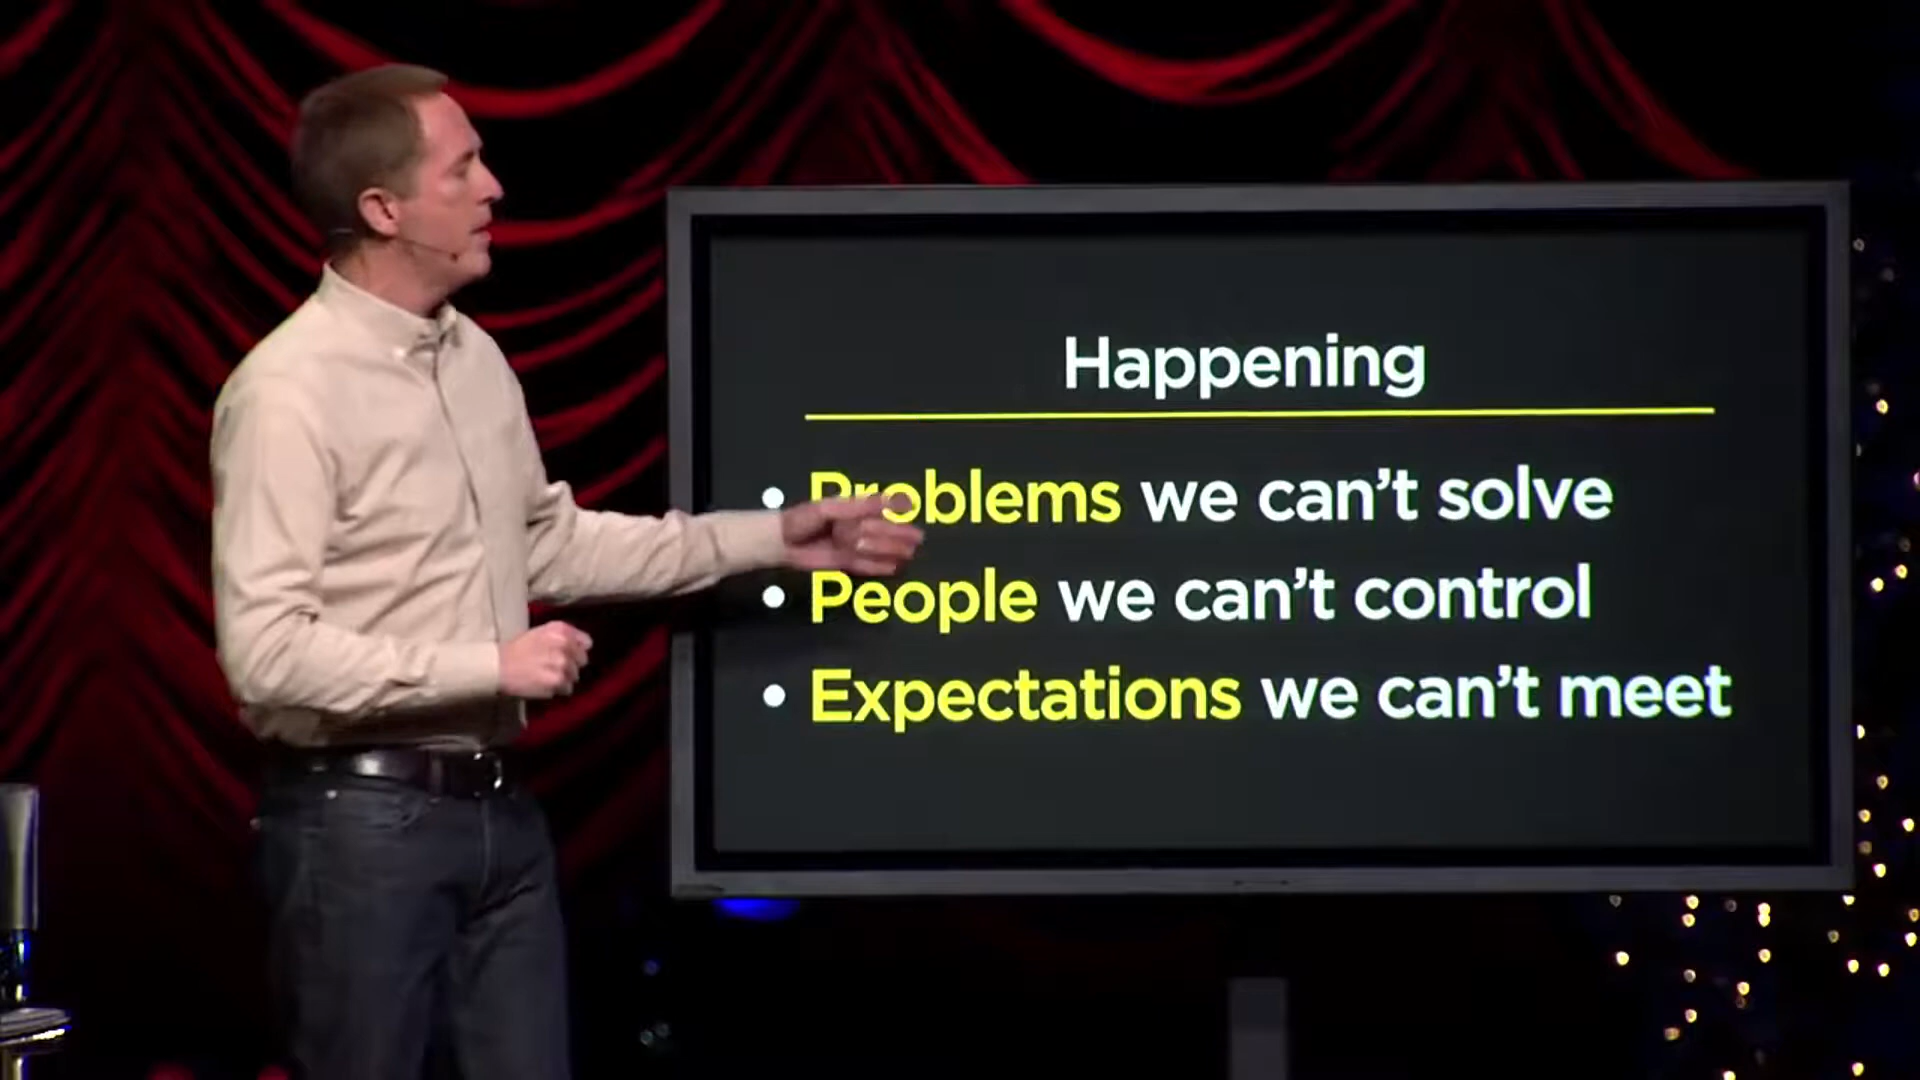 Happening
• Problems we can't solve
• People we can't control
• Expectations we can't meet